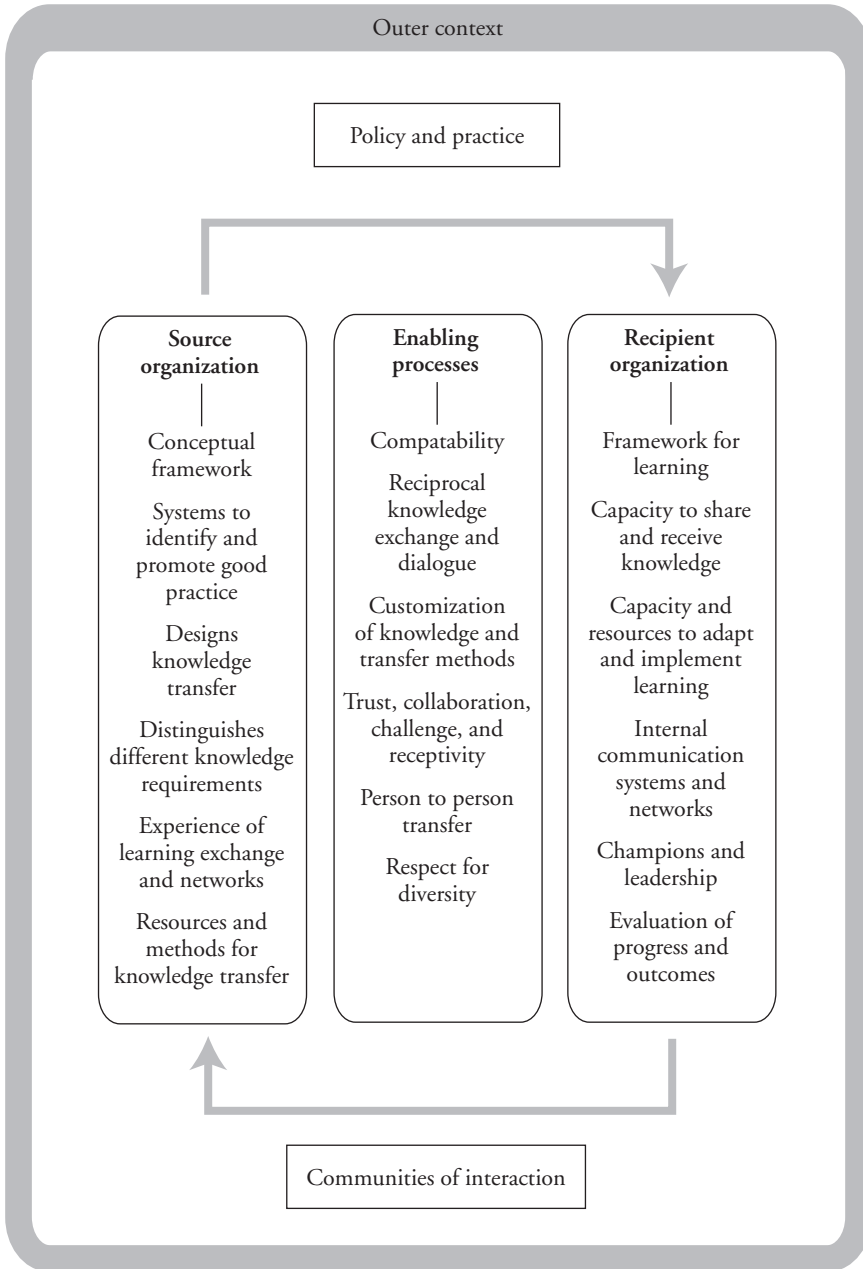 Outer context
Policy and practice
Source
organization
Conceptual
framework
Systems to
identify and
promote good
practice
Designs
knowledge
transfer
Distinguishes
different knowledge
requirements
Experience of
learning exchange
and networks
Resources and
methods for
knowledge transfer
Enabling
processes
Compatability
Reciprocal
knowledge
exchange and
dialogue
Customization
of knowledge and
transfer methods
Trust, collaboration,
challenge, and
receptivity
Person to person
transfer
Respect for
diversity
Recipient
organization
Framework for
learning
Capacity to share
and receive
knowledge
Capacity and
resources to adapt
and implement
learning
Internal
communication
systems and
networks
Champions and
leadership
Evaluation of
progress and
outcomes
Communities of interaction